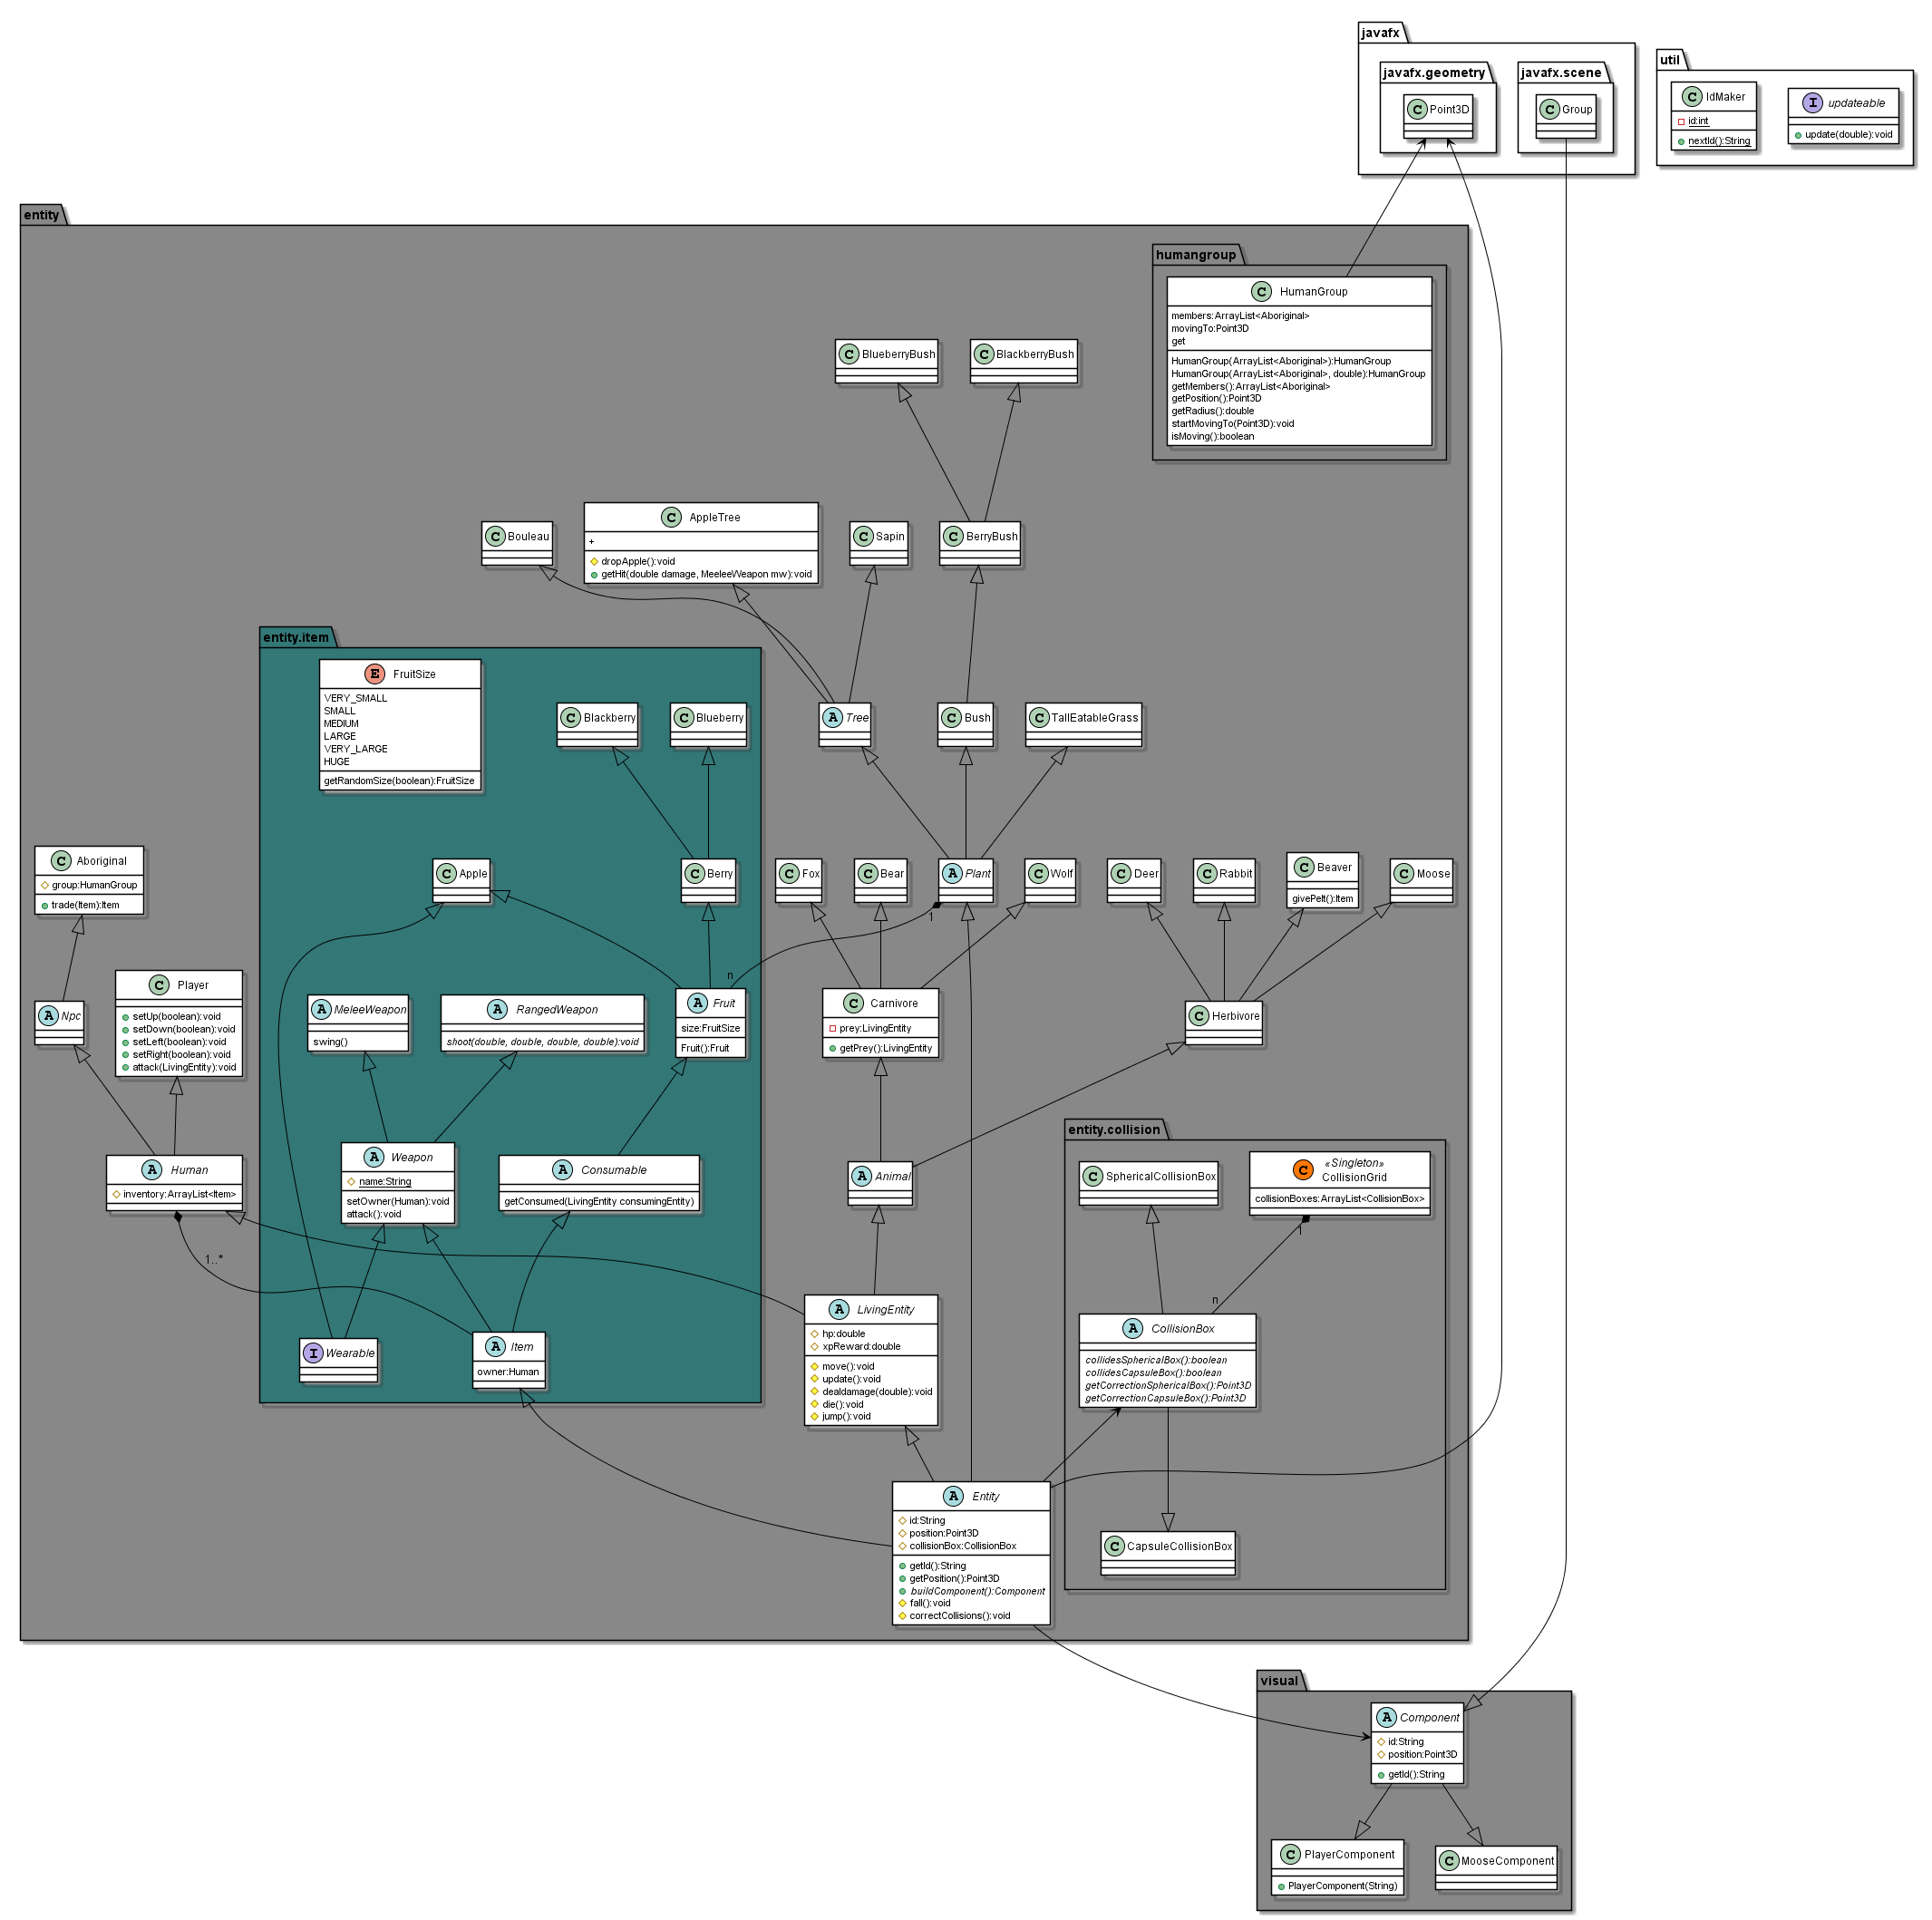 javafx
javafx.geometry
C Point3D
javafx.scene
C Group
util
C IdMaker
id:int
nextId():String
I updateable
update(double):void
entity
humangroup
C HumanGroup
members:ArrayList<Aboriginal>
movingTo:Point3D
get
HumanGroup(ArrayList<Aboriginal>):HumanGroup
HumanGroup(ArrayList<Aboriginal>, double):HumanGroup
getMembers():ArrayList<Aboriginal>
getPosition():Point3D
getRadius():double
startMovingTo(Point3D):void
isMoving():boolean
C BlueberryBush
C BlackberryBush
C Bouleau
C AppleTree
+
dropApple():void
getHit(double damage, MeeleeWeapon mw):void
C Sapin
C BerryBush
entity.item
E FruitSize
VERY_SMALL
SMALL
MEDIUM
LARGE
VERY_LARGE
HUGE
getRandomSize(boolean):FruitSize
C Blackberry
C Blueberry
A Tree
C Bush
C TallEatableGrass
C Aboriginal
group:HumanGroup
trade(Item):Item
C Apple
C Berry
C Fox
C Bear
A Plant
C Wolf
C Deer
C Rabbit
C Beaver
givePelt():Item
C Moose
1
n
C Player
setUp(boolean):void
setDown(boolean):void
setLeft(boolean):void
setRight(boolean):void
attack(LivingEntity):void
A Npc
A MeleeWeapon
swing()
A RangedWeapon
shoot(double, double, double, double):void
A Fruit
size:FruitSize
Fruit():Fruit
C Carnivore
prey:LivingEntity
getPrey():LivingEntity
C Herbivore
A Human
inventory:ArrayList<Item>
A Weapon
name:String
setOwner(Human):void
attack():void
A Consumable
getConsumed(LivingEntity consumingEntity)
A Animal
entity.collision
C SphericalCollisionBox
C «Singleton»
CollisionGrid
collisionBoxes:ArrayList<CollisionBox>
1..*
1
n
I Wearable
A Item
owner:Human
A LivingEntity
hp:double
xpReward:double
move():void
update():void
dealdamage(double):void
die():void
jump():void
A CollisionBox
collidesSphericalBox():boolean
collidesCapsuleBox():boolean
getCorrectionSphericalBox():Point3D
getCorrectionCapsuleBox():Point3D
A Entity
id:String
position:Point3D
collisionBox:CollisionBox
getId():String
getPosition():Point3D
buildComponent():Component
fall():void
correctCollisions():void
C CapsuleCollisionBox
visual
A Component
id:String
position:Point3D
getId():String
C PlayerComponent
PlayerComponent(String)
C MooseComponent